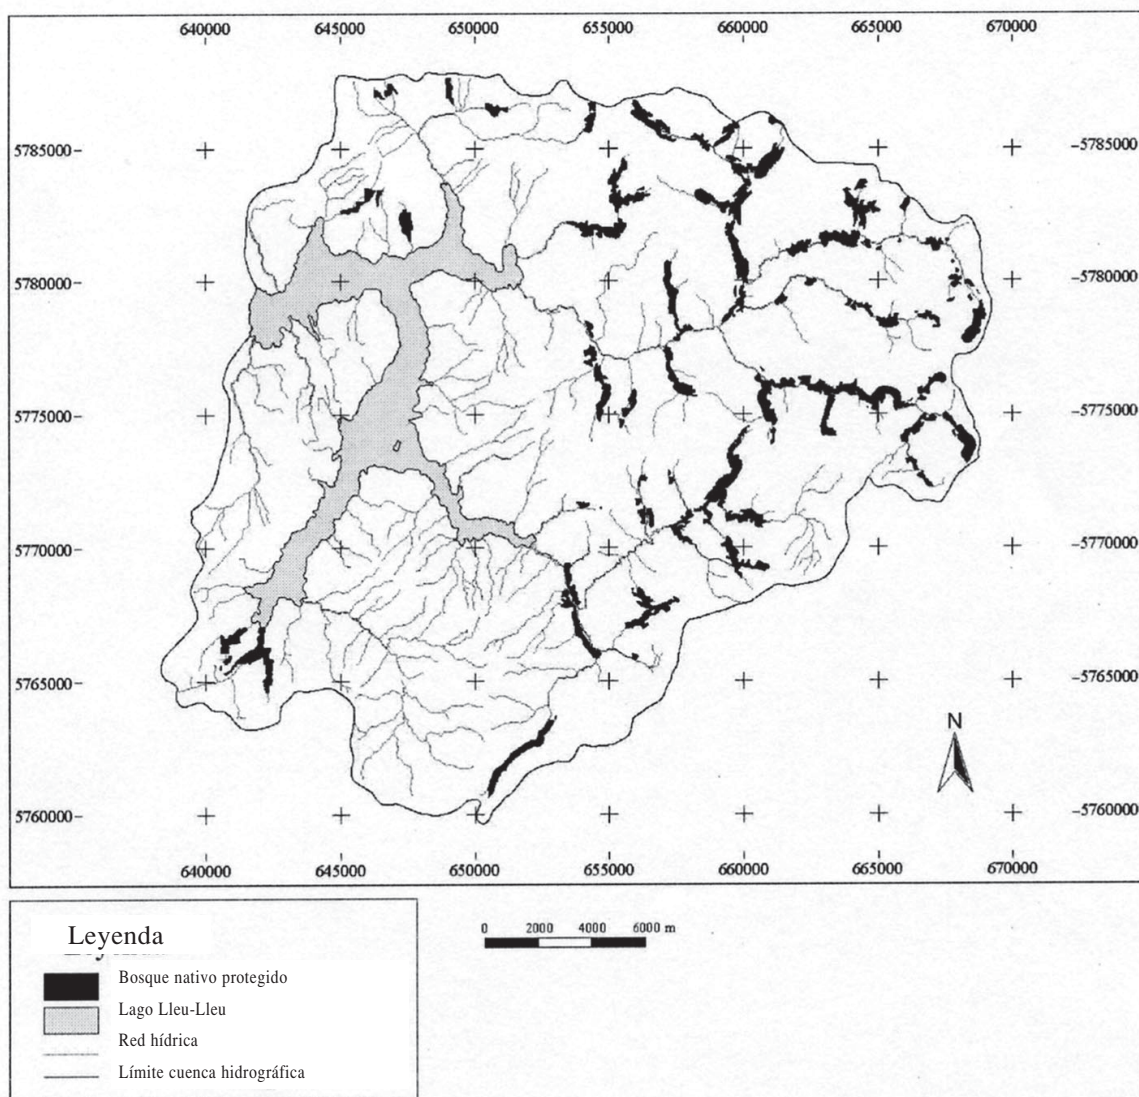 640000 645000 650000 655000 660000 665000 670000
5785000 5785000
5780000 5780000
5775000 5775000
5770000 5770000
5765000 5765000
N
5760000 5760000
640000 645000 650000 655000 660000 665000 670000
0 2000 4000 6000 m
Leyenda
Bosque nativo protegido
Lago Lleu-Lleu
Red hídrica
Límite cuenca hidrográfica